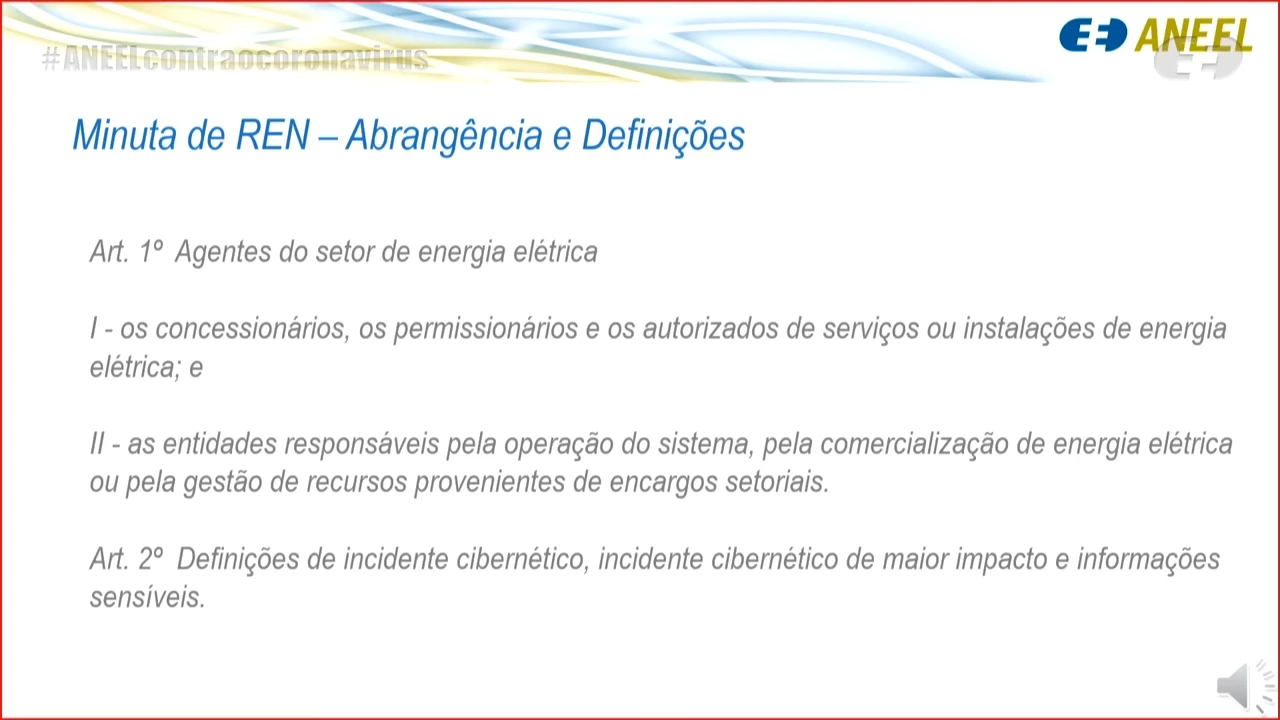 #ANEELcontraocoronavirus
ANEEL
Minuta de REN – Abrangência e Definições
Art. 1º Agentes do setor de energia elétrica
I - os concessionários, os permissionários e os autorizados de serviços ou instalações de energia
elétrica; e
II - as entidades responsáveis pela operação do sistema, pela comercialização de energia elétrica
ou pela gestão de recursos provenientes de encargos setoriais.
Art. 2º Definições de incidente cibernético, incidente cibernético de maior impacto e informações
sensíveis.